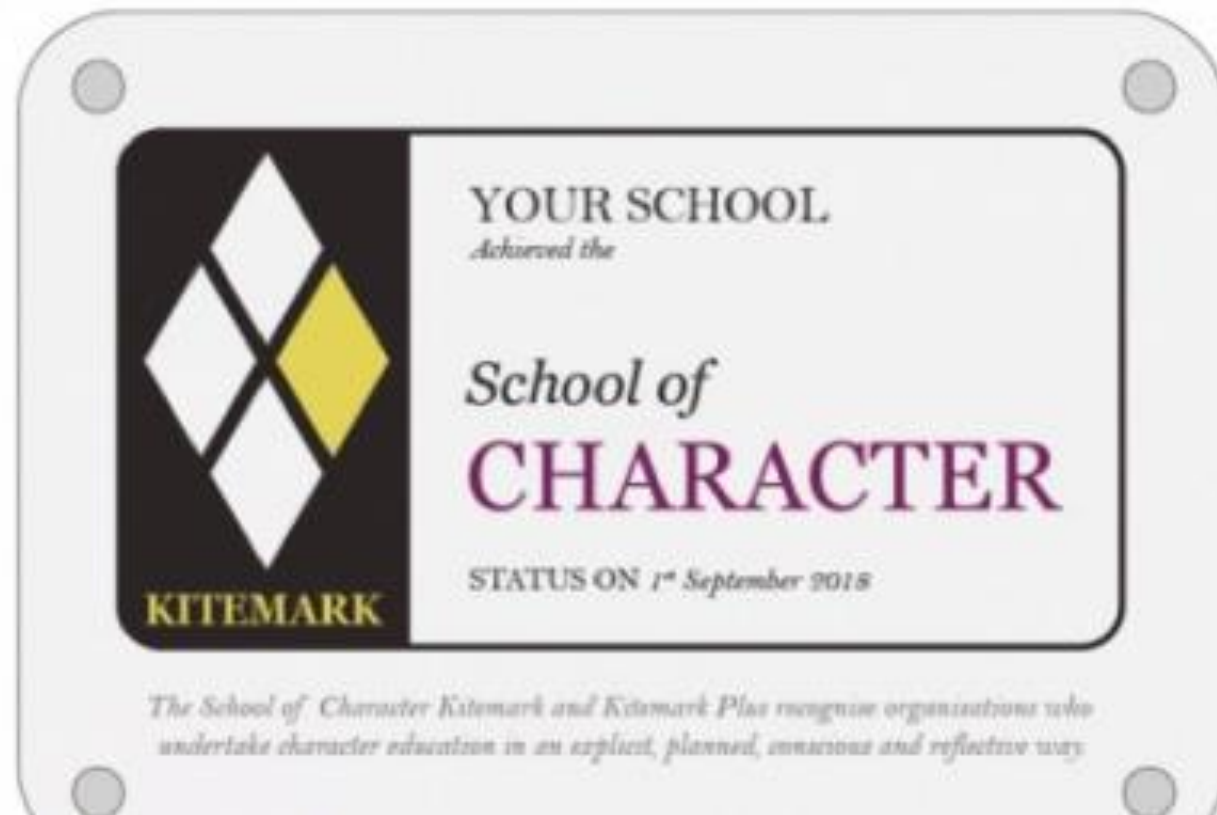 YOUR SCHOOL
Achieved the
School of
CHARACTER
STATUS ON 1st September 2018
KITEMARK
The School of Character Kitemark and Kitemark Plus recognise organisations who
undertake character education in an explicit, planned, conscious and reflective way